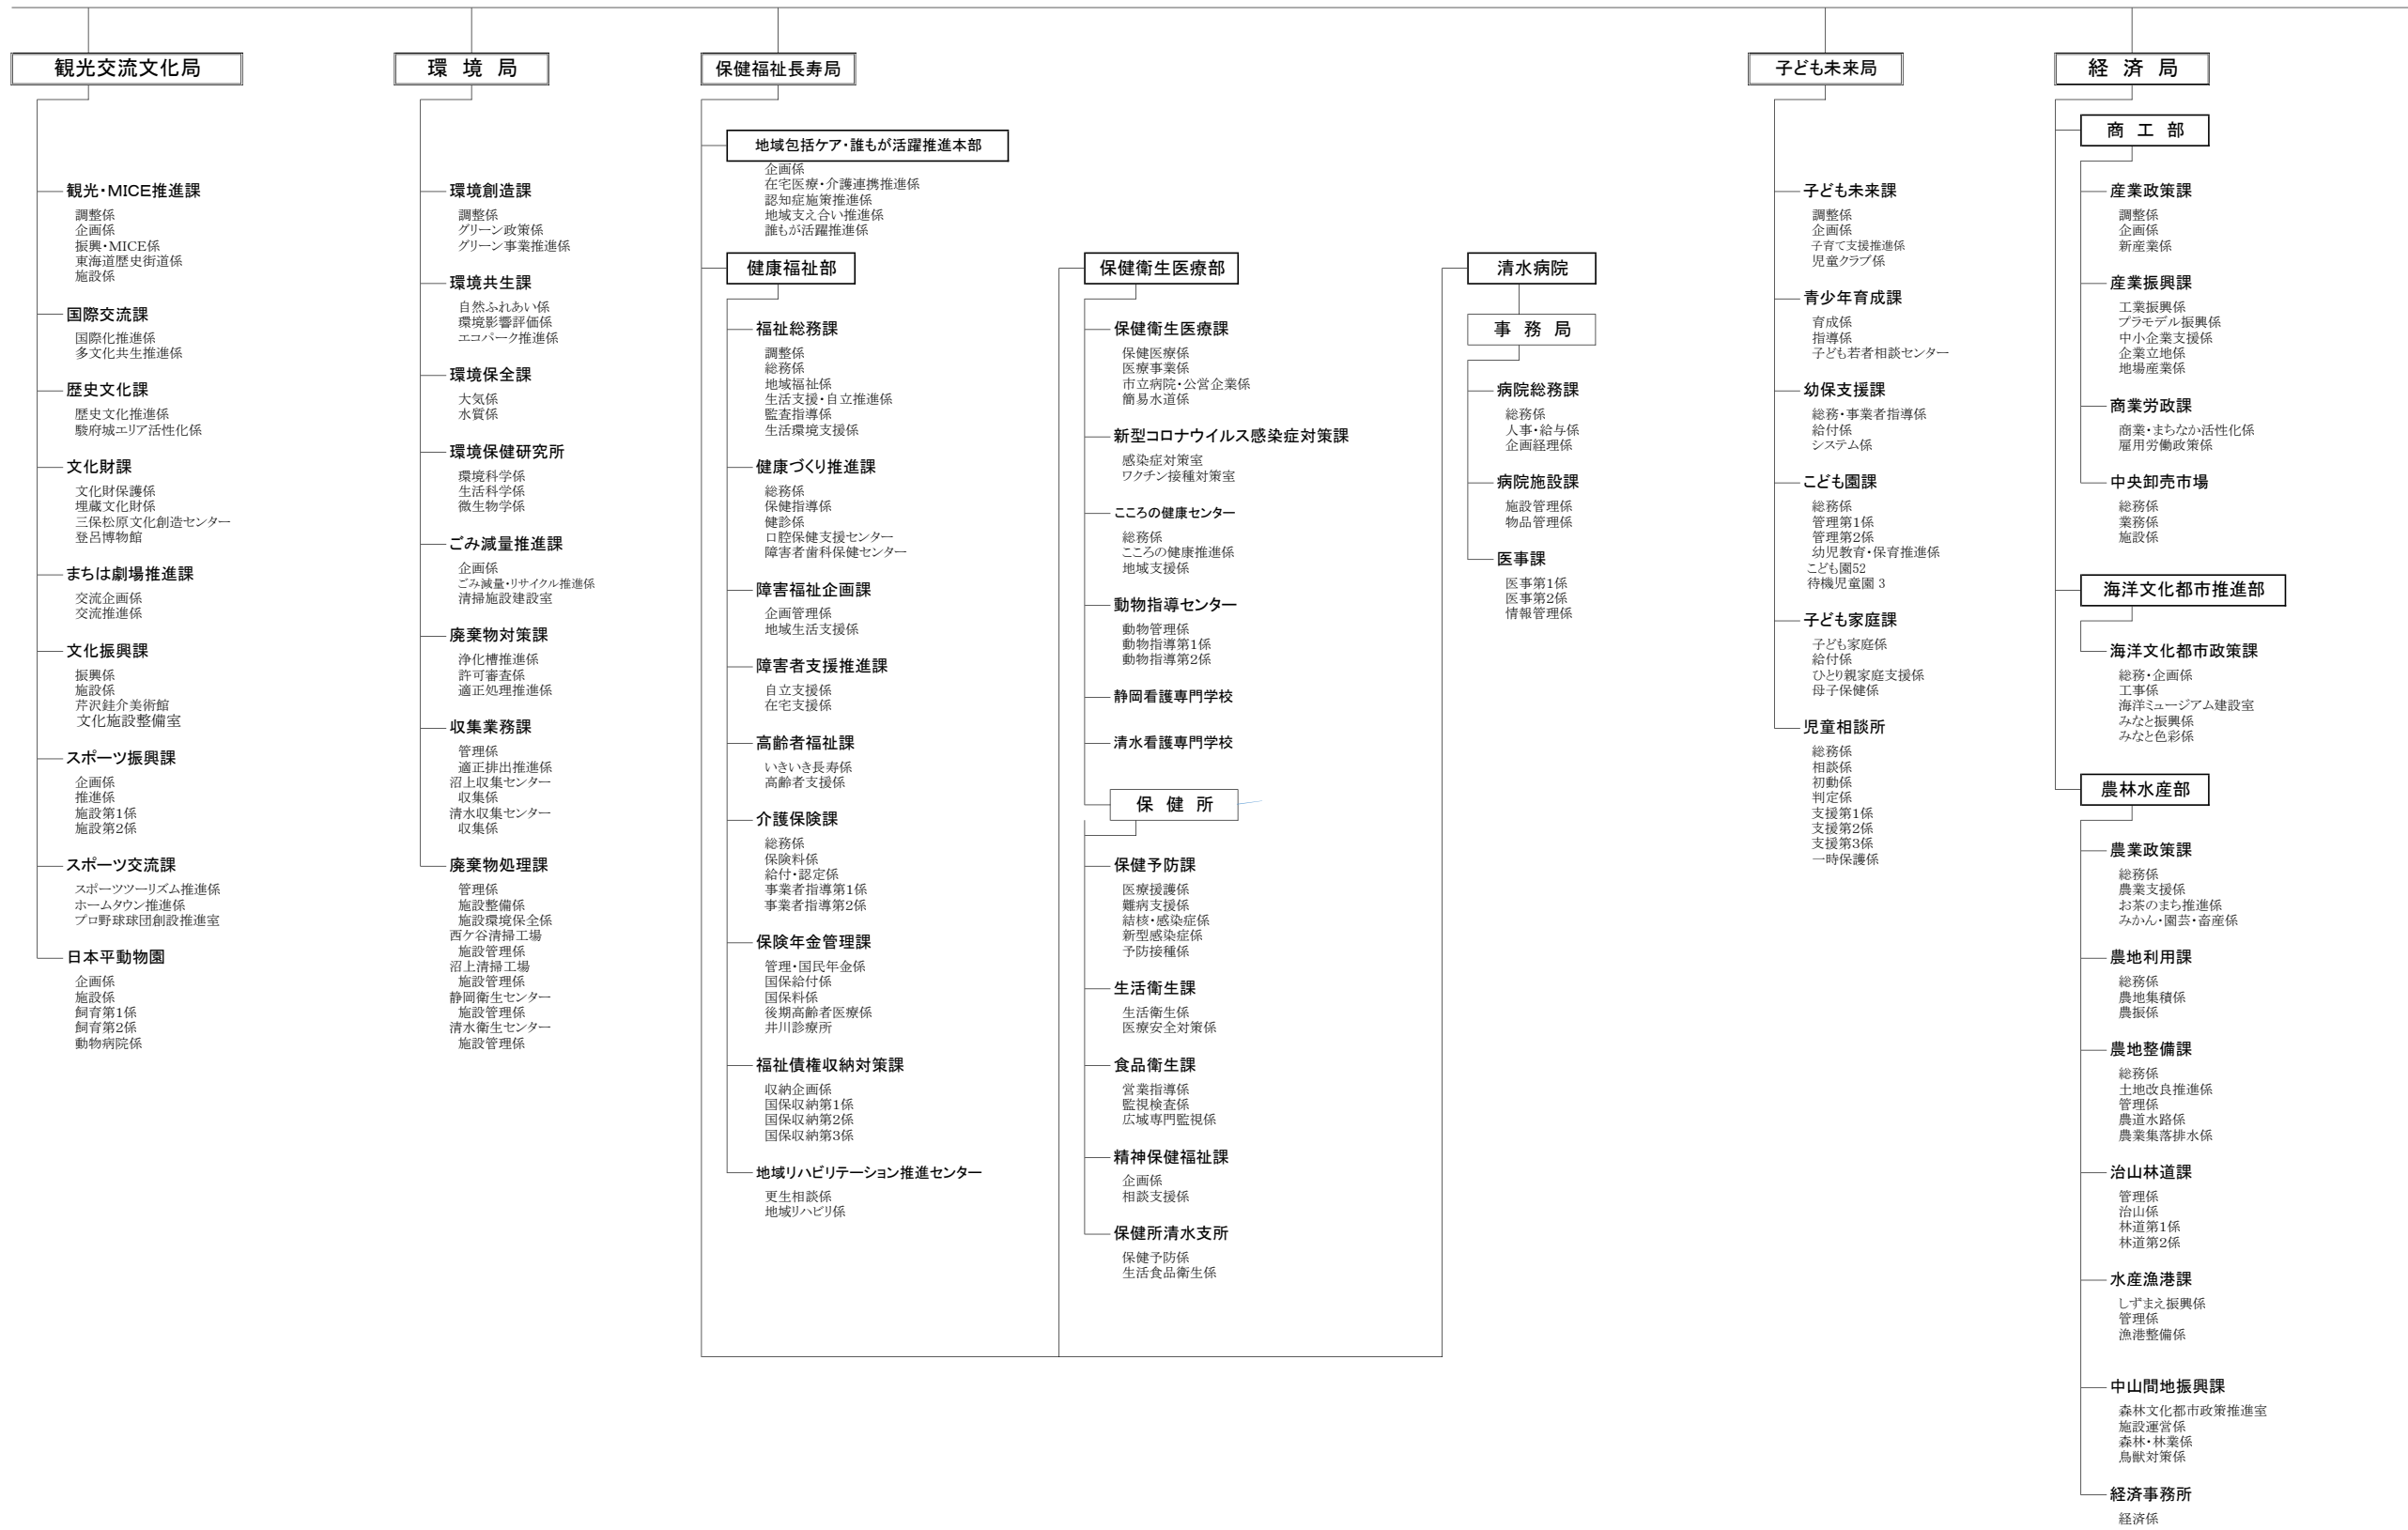 観光交流文化局
観光・MICE推進課
調整係
企画係
振興・MICE係
東海道歴史街道係
施設係
国際交流課
国際化推進係
多文化共生推進係
歴史文化課
歴史文化推進係
駿府城エリア活性化係
文化財課
文化財保護係
埋蔵文化財係
三保松原文化創造センター
登呂博物館
まちは劇場推進課
交流企画係
交流推進係
文化振興課
振興係
施設係
芹沢銈介美術館
文化施設整備室
スポーツ振興課
企画係
推進係
施設第1係
施設第2係
スポーツ交流課
スポーツツーリズム推進係
ホームタウン推進係
プロ野球球団創設推進室
日本平動物園
企画係
施設係
飼育第1係
飼育第2係
動物病院係
環 境 局
環境創造課
調整係
グリーン政策係
グリーン事業推進係
環境共生課
自然ふれあい係
環境影響評価係
エコパーク推進係
環境保全課
大気係
水質係
環境保健研究所
環境科学係
生活科学係
微生物学係
ごみ減量推進課
企画係
ごみ減量・リサイクル推進係
清掃施設建設室
廃棄物対策課
浄化槽推進係
許可審査係
適正処理推進係
収集業務課
管理係
適正排出推進係
沼上収集センター
収集係
清水収集センター
収集係
廃棄物処理課
管理係
施設整備係
施設環境保全係
西ケ谷清掃工場
施設管理係
沼上清掃工場
施設管理係
静岡衛生センター
施設管理係
清水衛生センター
施設管理係
保健福祉長寿局
地域包括ケア・誰もが活躍推進本部
企画係
在宅医療・介護連携推進係
認知症施策推進係
地域支え合い推進係
誰もが活躍推進係
健康福祉部
福祉総務課
調整係
総務係
地域福祉係
生活支援・自立推進係
監査指導係
生活環境支援係
健康づくり推進課
総務係
保健指導係
健診係
口腔保健支援センター
障害者歯科保健センター
障害福祉企画課
企画管理係
地域生活支援係
障害者支援推進課
自立支援係
在宅支援係
高齢者福祉課
いきいき長寿係
高齢者支援係
介護保険課
総務係
保険料係
給付・認定係
事業者指導第1係
事業者指導第2係
保険年金管理課
管理・国民年金係
国保給付係
国保料係
後期高齢者医療係
井川診療所
福祉債権収納対策課
収納企画係
国保収納第1係
国保収納第2係
国保収納第3係
地域リハビリテーション推進センター
更生相談係
地域リハビリ係
保健衛生医療部
保健衛生医療課
保健医療係
医療事業係
市立病院・公営企業係
簡易水道係
新型コロナウイルス感染症対策課
感染症対策室
ワクチン接種対策室
こころの健康センター
総務係
こころの健康推進係
地域支援係
動物指導センター
動物管理係
動物指導第1係
動物指導第2係
静岡看護専門学校
清水看護専門学校
保 健 所
保健予防課
医療援護係
難病支援係
結核・感染症係
新型感染症係
予防接種係
生活衛生課
生活衛生係
医療安全対策係
食品衛生課
営業指導係
監視検査係
広域専門監視係
精神保健福祉課
企画係
相談支援係
保健所清水支所
保健予防係
生活食品衛生係
清水病院
事 務 局
病院総務課
総務係
人事・給与係
企画経理係
病院施設課
施設管理係
物品管理係
医事課
医事第1係
医事第2係
情報管理係
子ども未来局
子ども未来課
調整係
企画係
子育て支援推進係
児童クラブ係
青少年育成課
育成係
指導係
子ども若者相談センター
幼保支援課
総務・事業者指導係
給付係
システム係
こども園課
総務係
管理第1係
管理第2係
幼児教育・保育推進係
こども園52
待機児童園 3
子ども家庭課
子ども家庭係
給付係
ひとり親家庭支援係
母子保健係
児童相談所
総務係
相談係
初動係
判定係
支援第1係
支援第2係
支援第3係
一時保護係
経 済 局
商 工 部
産業政策課
調整係
企画係
新産業係
産業振興課
工業振興係
プラモデル振興係
中小企業支援係
企業立地係
地場産業係
商業労政課
商業・まちなか活性化係
雇用労働政策係
中央卸売市場
総務係
業務係
施設係
海洋文化都市推進部
海洋文化都市政策課
総務・企画係
工事係
海洋ミュージアム建設室
みなと振興係
みなと色彩係
農林水産部
農業政策課
総務係
農業支援係
お茶のまち推進係
みかん・園芸・畜産係
農地利用課
総務係
農地集積係
農振係
農地整備課
総務係
土地改良推進係
管理係
農道水路係
農業集落排水係
治山林道課
管理係
治山係
林道第1係
林道第2係
水産漁港課
しずまえ振興係
管理係
漁港整備係
中山間地振興課
森林文化都市政策推進室
施設運営係
森林・林業係
鳥獣対策係
経済事務所
経済係